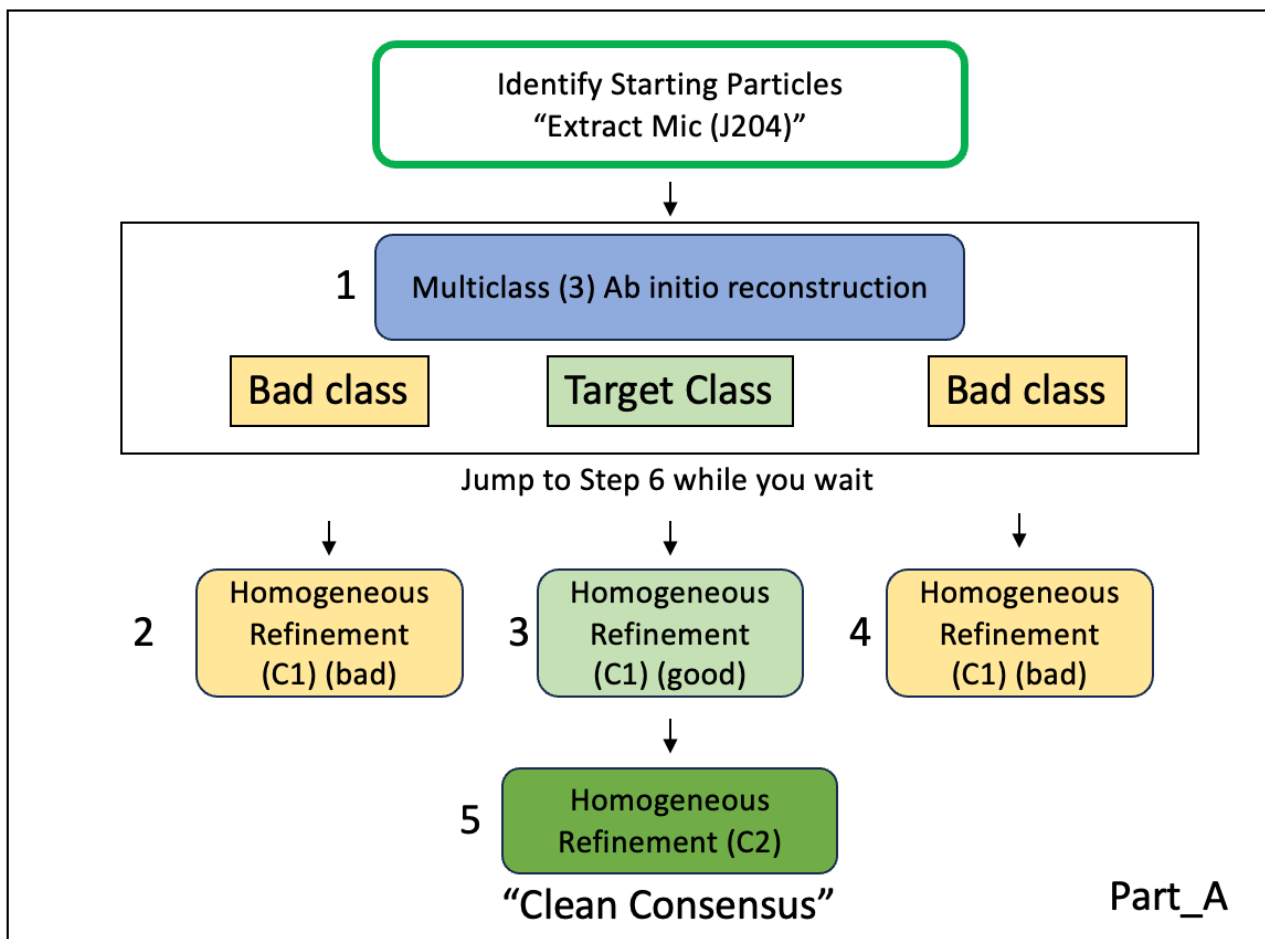 Identify Starting Particles
“Extract Mic (J204)”
1
Multiclass (3) Ab initio reconstruction
Bad class
Target Class
Bad class
Jump to Step 6 while you wait
2
Homogeneous
Refinement
(C1) (bad)
3
Homogeneous
Refinement
(C1) (good)
4
Homogeneous
Refinement
(C1) (bad)
5
Homogeneous
Refinement (C2)
“Clean Consensus”
Part_A